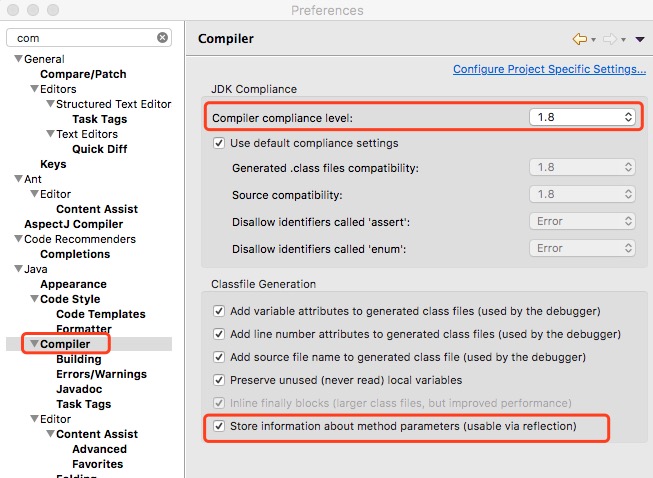 Preferences
com
Compiler
Configure Project Specific Settings...
General
Compare/Patch
Editors
Structured Text Editor
Task Tags
Text Editors
Quick Diff
Keys
Ant
Editor
Content Assist
AspectJ Compiler
Code Recommenders
Completions
Java
Appearance
Code Style
Code Templates
Formatter
Compiler
Building
Errors/Warnings
Javadoc
Task Tags
Editor
Content Assist
Advanced
Favorites
Folding
JDK Compliance
Compiler compliance level: 1.8
Use default compliance settings
Generated .class files compatibility: 1.8
Source compatibility: 1.8
Disallow identifiers called 'assert': Error
Disallow identifiers called 'enum': Error
Classfile Generation
Add variable attributes to generated class files (used by the debugger)
Add line number attributes to generated class files (used by the debugger)
Add source file name to generated class file (used by the debugger)
Preserve unused (never read) local variables
Inline finally blocks (larger class files, but improved performance)
Store information about method parameters (usable via reflection)